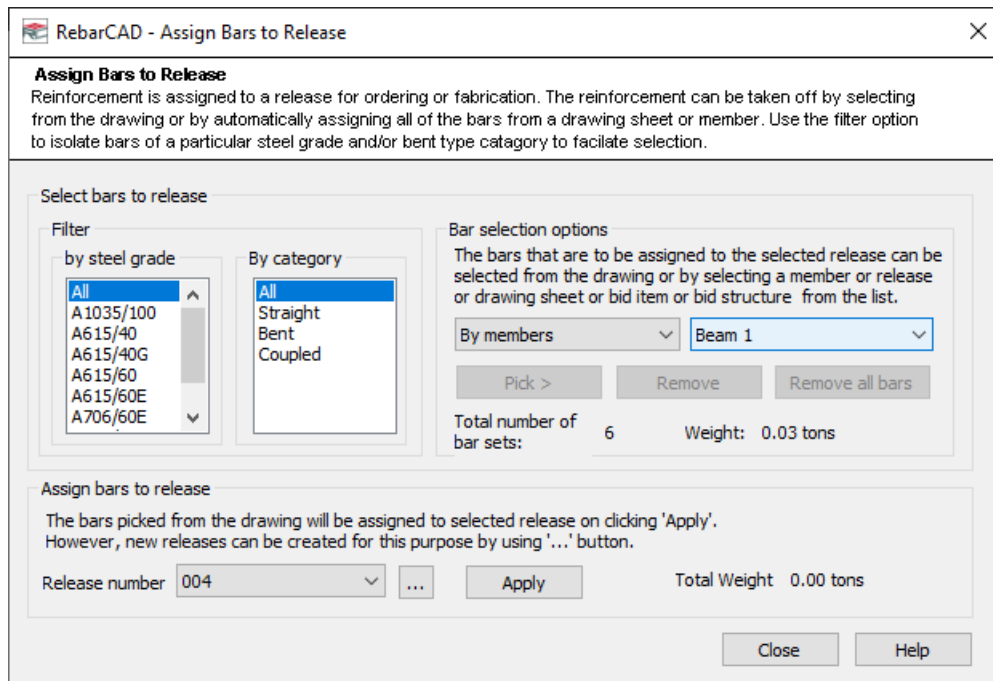 RebarCAD - Assign Bars to Release
Assign Bars to Release
Reinforcement is assigned to a release for ordering or fabrication. The reinforcement can be taken off by selecting
from the drawing or by automatically assigning all of the bars from a drawing sheet or member. Use the filter option
to isolate bars of a particular steel grade and/or bent type catagory to facilate selection.
Select bars to release
Filter
by steel grade
All
A1035/100
A615/40
A615/40G
A615/60
A615/60E
A706/60E
By category
All
Straight
Bent
Coupled
Bar selection options
The bars that are to be assigned to the selected release can be
selected from the drawing or by selecting a member or release
or drawing sheet or bid item or bid structure from the list.
By members
Beam 1
Pick >
Remove
Remove all bars
Total number of
bar sets:
6
Weight: 0.03 tons
Assign bars to release
The bars picked from the drawing will be assigned to selected release on clicking 'Apply'.
However, new releases can be created for this purpose by using '...' button.
Release number
004
...
Apply
Total Weight 0.00 tons
Close
Help